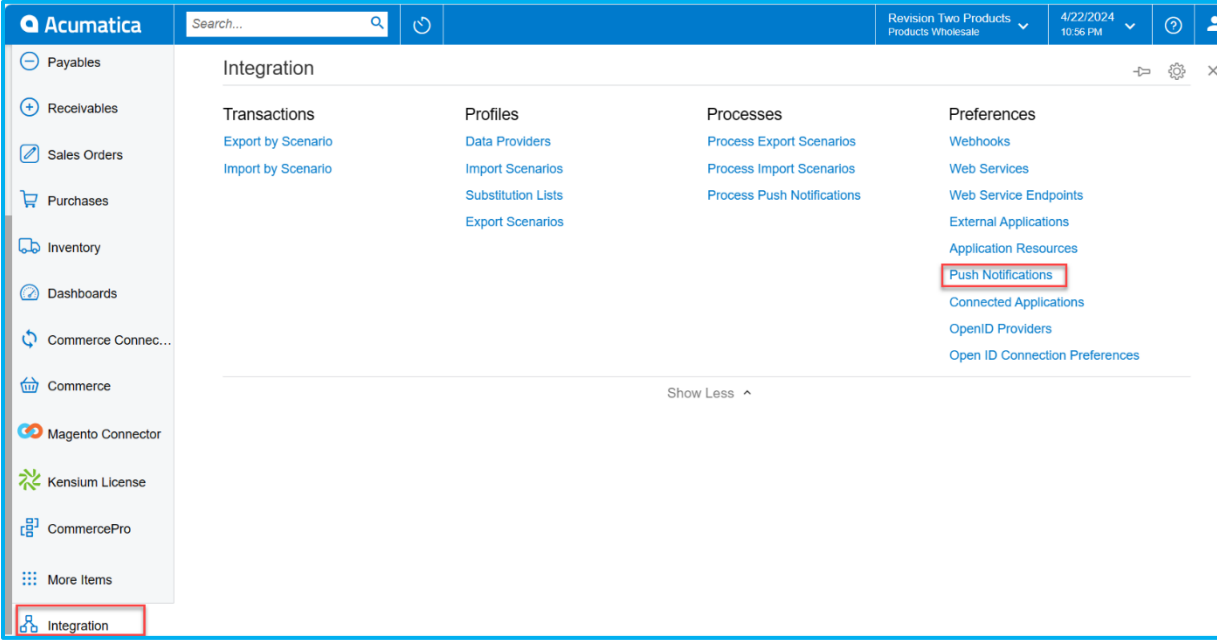 Acumatica
Search...
Revision Two Products
Products Wholesale
4/22/2024
10:56 PM
Payables
Receivables
Sales Orders
Purchases
Inventory
Dashboards
Commerce Connec...
Commerce
Magento Connector
Kensium License
CommercePro
More Items
Integration
Integration
Transactions
Export by Scenario
Import by Scenario
Profiles
Data Providers
Import Scenarios
Substitution Lists
Export Scenarios
Processes
Process Export Scenarios
Process Import Scenarios
Process Push Notifications
Preferences
Webhooks
Web Services
Web Service Endpoints
External Applications
Application Resources
Push Notifications
Connected Applications
OpenID Providers
Open ID Connection Preferences
Show Less